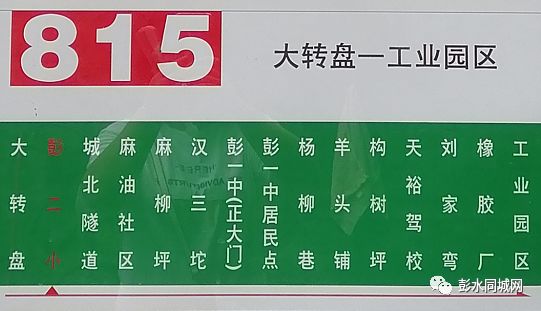 815
大转盘一工业园区
大转盘
彭二小
城北隧道
麻油社区
麻柳坪
汉三坨
彭一中(正大门)
彭一中居民点
杨柳巷
羊头铺
构树坪
天裕驾校
刘家弯
橡胶厂
工业园区
彭水同城网